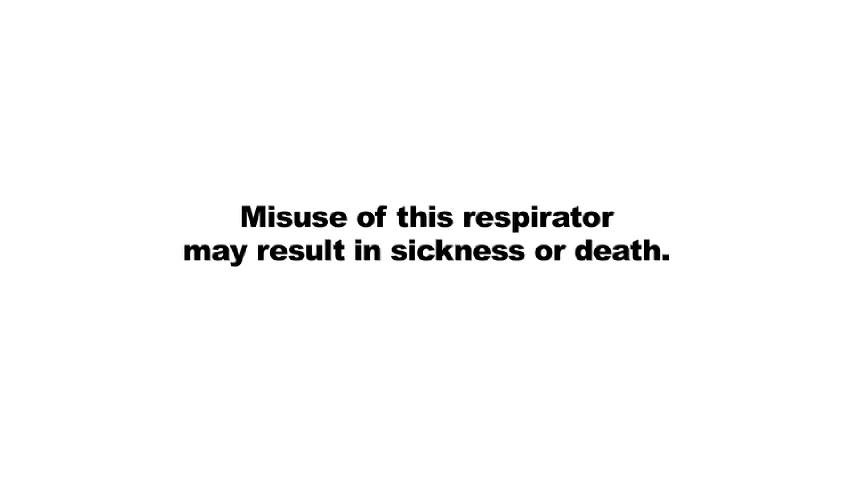 Misuse of this respirator
may result in sickness or death.